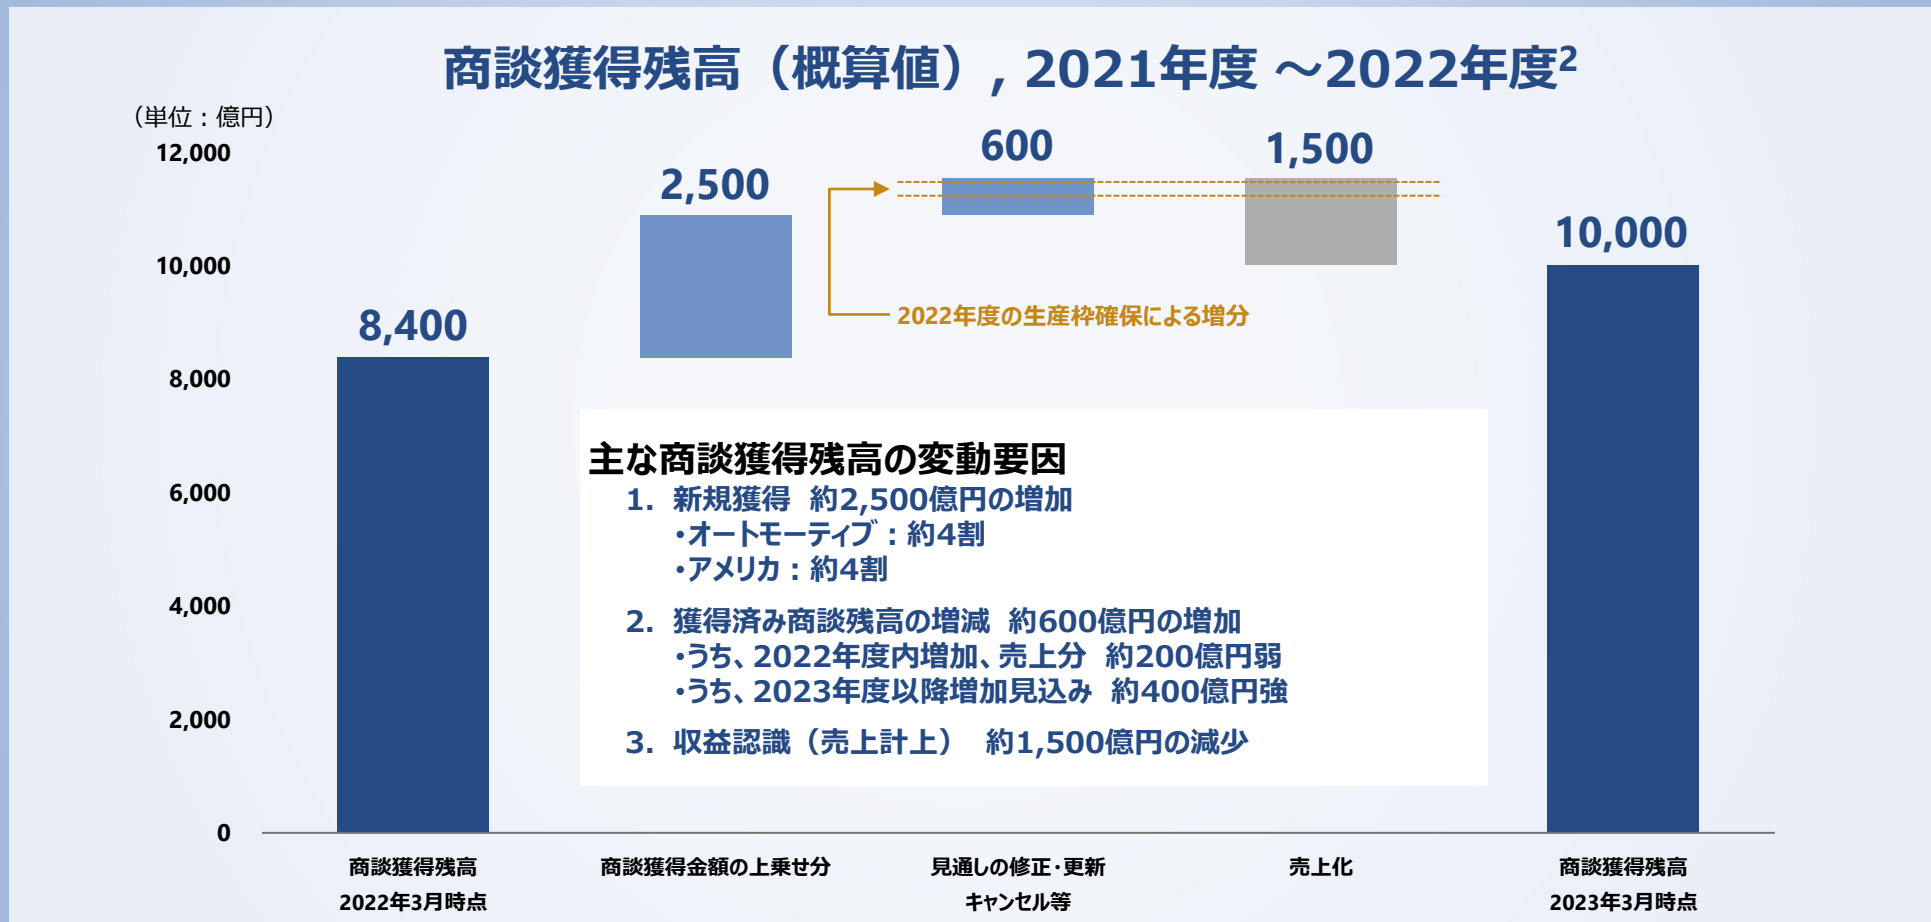 商談獲得残高（概算値）, 2021年度 ～2022年度2
（単位：億円）
12,000
10,000
8,000
6,000
4,000
2,000
0
8,400
2,500
600
1,500
10,000
2022年度の生産枠確保による増分
主な商談獲得残高の変動要因
1. 新規獲得 約2,500億円の増加
・オートモーティブ：約4割
・アメリカ：約4割
2. 獲得済み商談残高の増減 約600億円の増加
・うち、2022年度内増加、売上分 約200億円弱
・うち、2023年度以降増加見込み 約400億円強
3. 収益認識（売上計上） 約1,500億円の減少
商談獲得残高
2022年3月時点
商談獲得金額の上乗せ分
見通しの修正・更新
キャンセル等
売上化
商談獲得残高
2023年3月時点